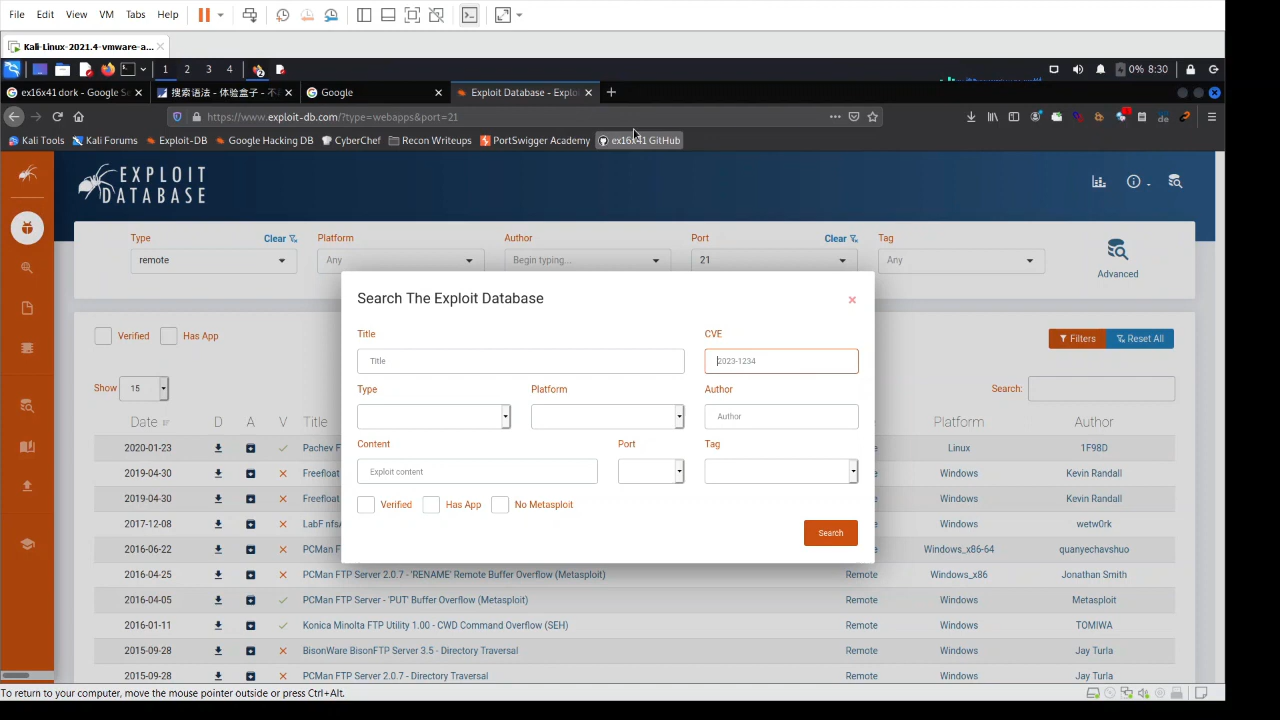 File Edit View VM Tabs Help
Kali-Linux-2021.4-vmware-a...
1 2 3 4 0% 8:30
ex16x41 dork - Google Se 搜索语法 - 体验盒子 - 不 Google Exploit Database - Explo
https://www.exploit-db.com/?type=webapps&port=21
Kali Tools Kali Forums Exploit-DB Google Hacking DB CyberChef Recon Writeups PortSwigger Academy ex16x41 GitHub
EXPLOIT
DATABASE
Type Clear Platform Author Port Clear Tag
remote Any Begin typing... 21 Any
Advanced
Search The Exploit Database ×
Title CVE
Title 2023-1234
Type Platform Author
Author
Content Port Tag
Exploit content
Verified Has App No Metasploit
Search
Verified Has App Filters Reset All
Show 15 Search:
Date D A V Title Platform Author
2020-01-23 Pachev F Remote Linux 1F98D
2019-04-30 Freefloat Windows Kevin Randall
2019-04-30 Freefloat Windows Kevin Randall
2017-12-08 LabF nfsA Windows wetw0rk
2016-06-22 PCMan F Windows_x86-64 quanyechavshuo
2016-04-25 PCMan FTP Server 2.0.7 - 'RENAME' Remote Buffer Overflow (Metasploit) Remote Windows_x86 Jonathan Smith
2016-04-05 PCMan FTP Server - 'PUT' Buffer Overflow (Metasploit) Remote Windows Metasploit
2016-01-11 Konica Minolta FTP Utility 1.00 - CWD Command Overflow (SEH) Remote Windows TOMIWA
2015-09-28 BisonWare BisonFTP Server 3.5 - Directory Traversal Remote Windows Jay Turla
2015-09-28 PCMan FTP Server 2.0.7 - Directory Traversal Remote Windows Jay Turla
To return to your computer, move the mouse pointer outside or press Ctrl+Alt.